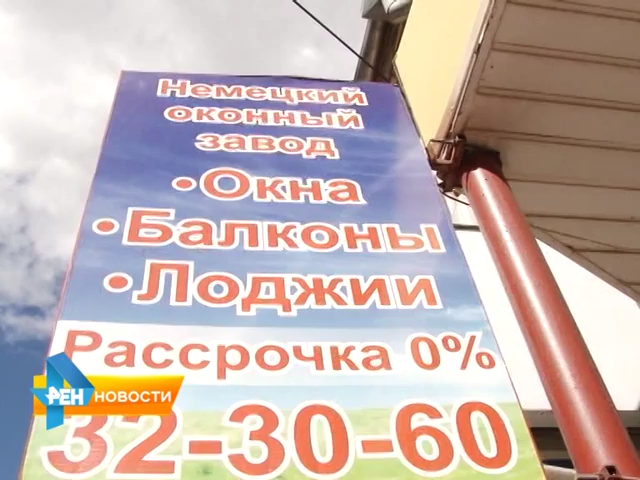 Немецкий
оконный
завод
•Окна
•Балконы
•Лоджии
Рассрочка 0%
РЕН НОВОСТИ
32-30-60